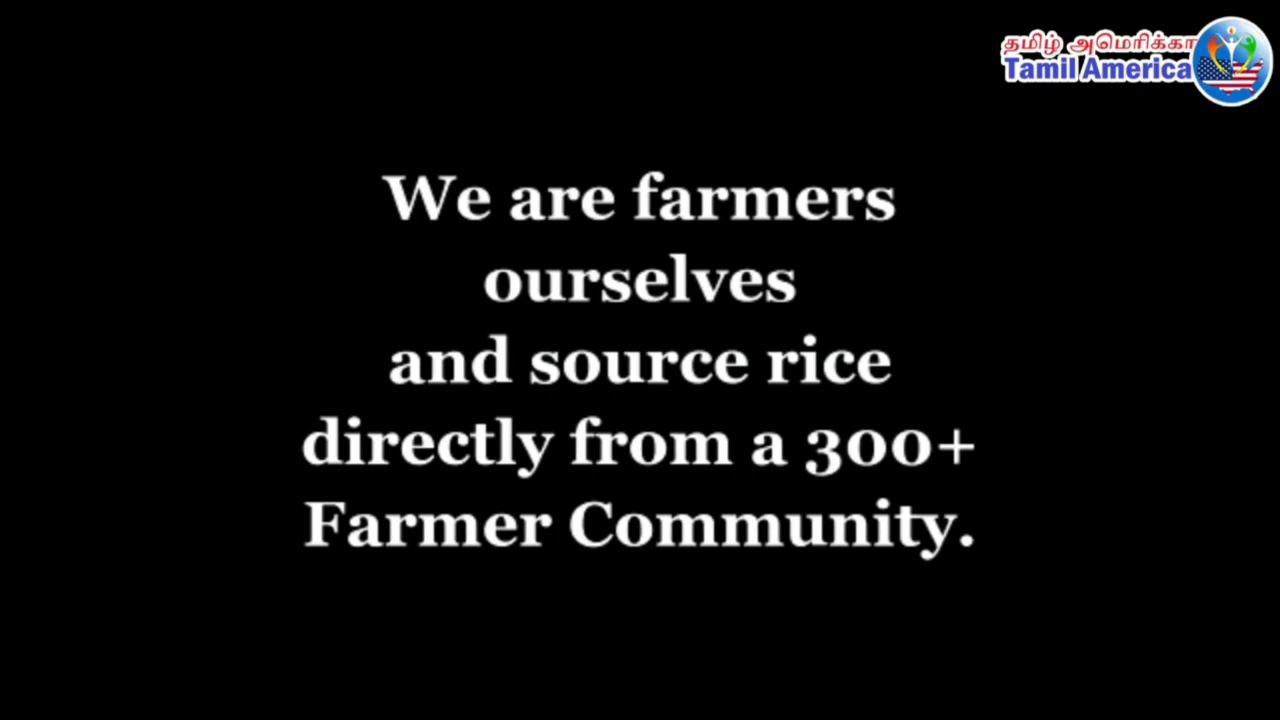 தமிழ் அமெரிக்கா
Tamil America
We are farmers
ourselves
and source rice
directly from a 300+
Farmer Community.